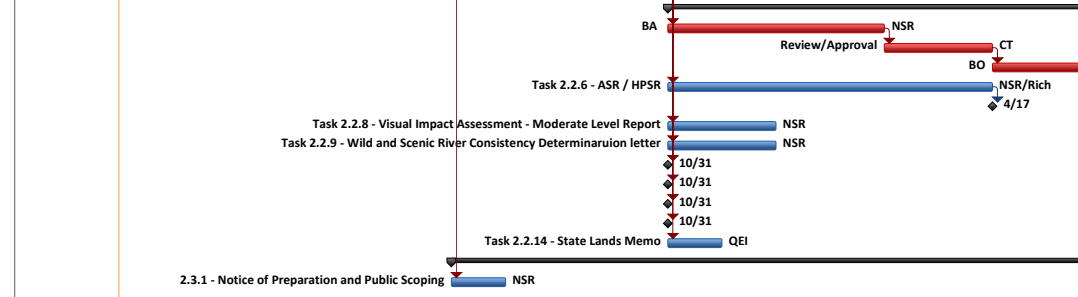 BA NSR
Review/Approval CT
BO
Task 2.2.6 - ASR / HPSR NSR/Rich
4/17
Task 2.2.8 - Visual Impact Assessment - Moderate Level Report NSR
Task 2.2.9 - Wild and Scenic River Consistency Determinaruion letter NSR
10/31
10/31
10/31
10/31
Task 2.2.14 - State Lands Memo QEI
2.3.1 - Notice of Preparation and Public Scoping NSR